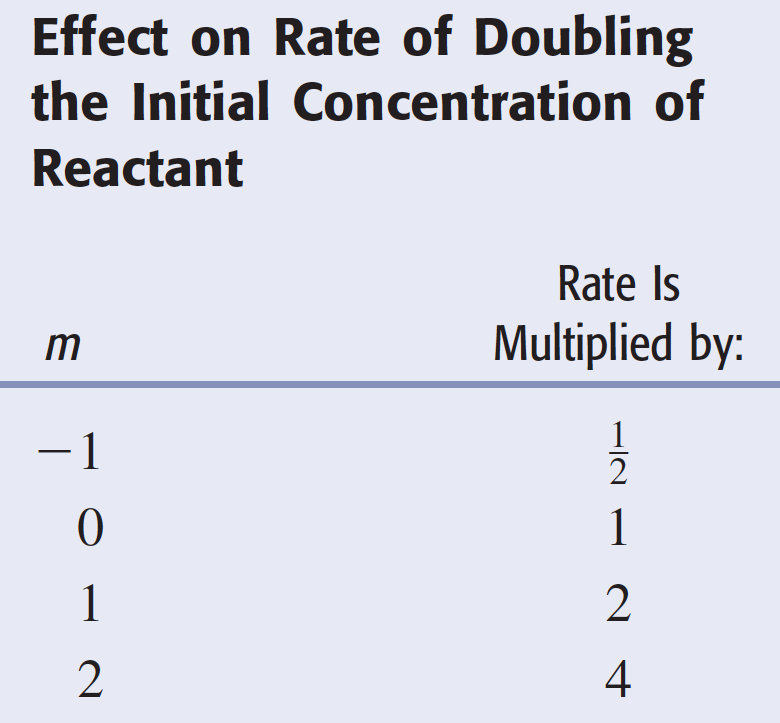 Effect on Rate of Doubling
the Initial Concentration of
Reactant
Rate Is
m Multiplied by:
−1 1/2
0 1
1 2
2 4